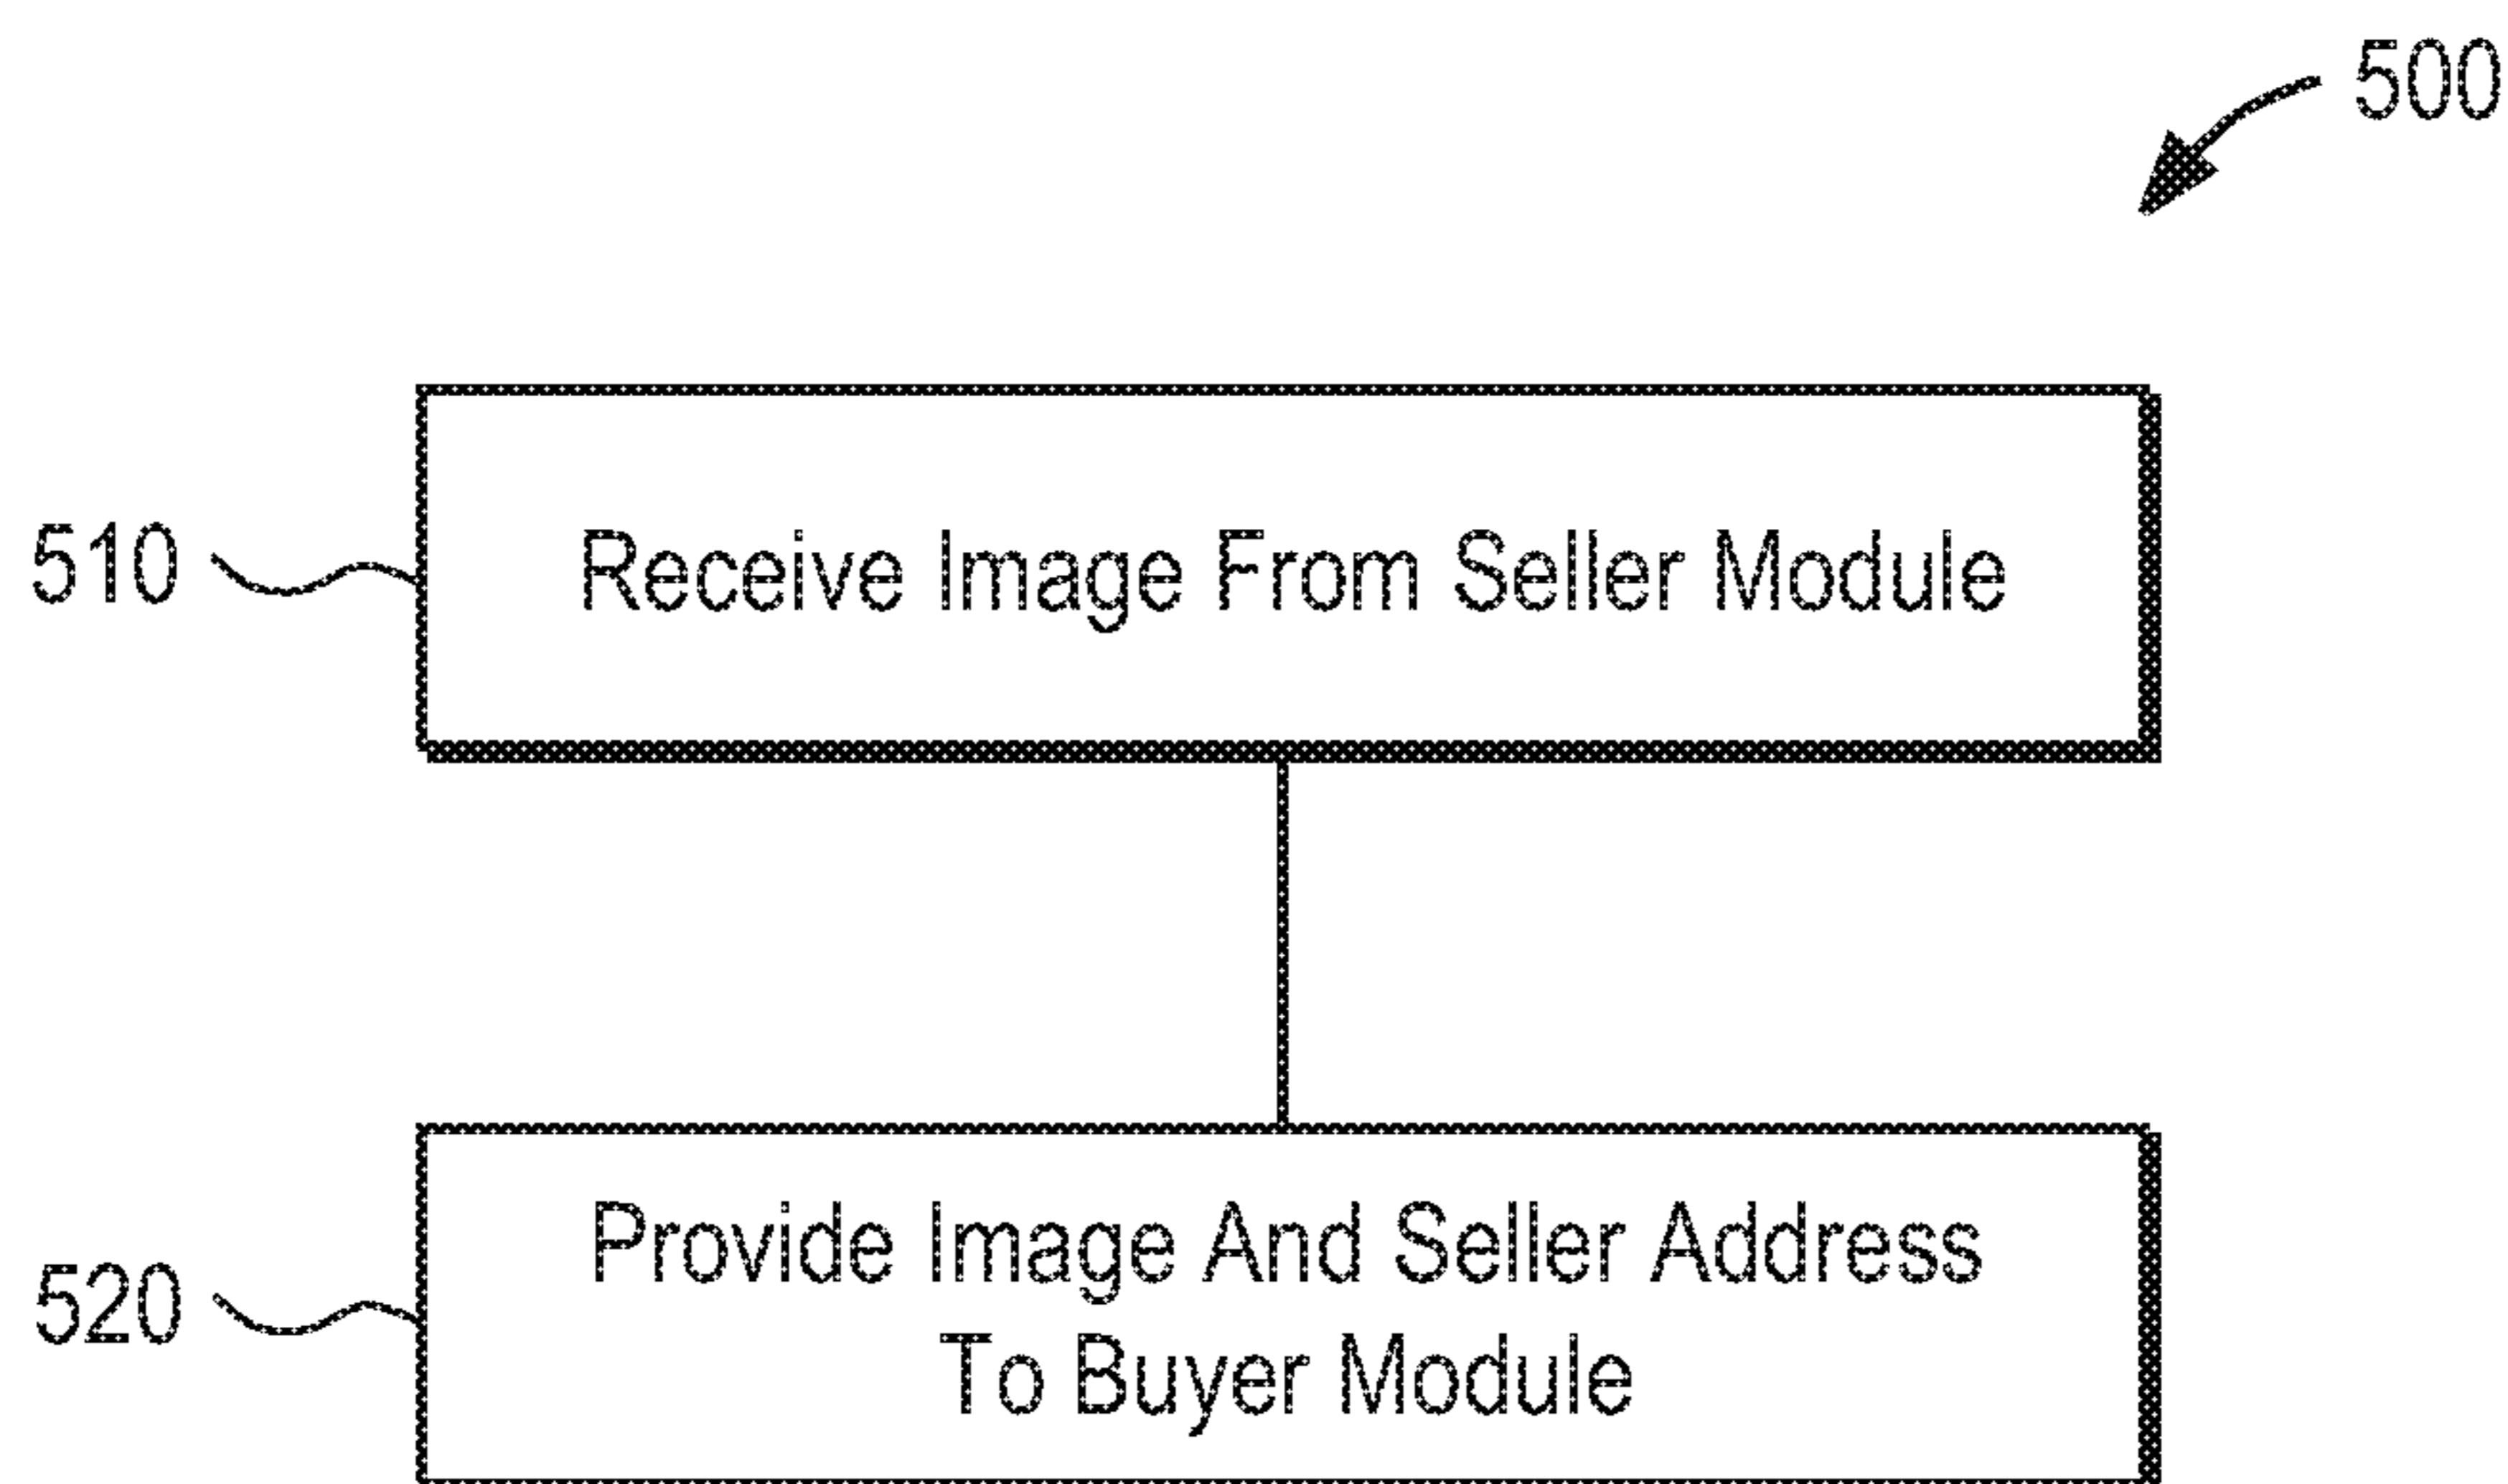 500
510
Receive Image From Seller Module
520
Provide Image And Seller Address
To Buyer Module